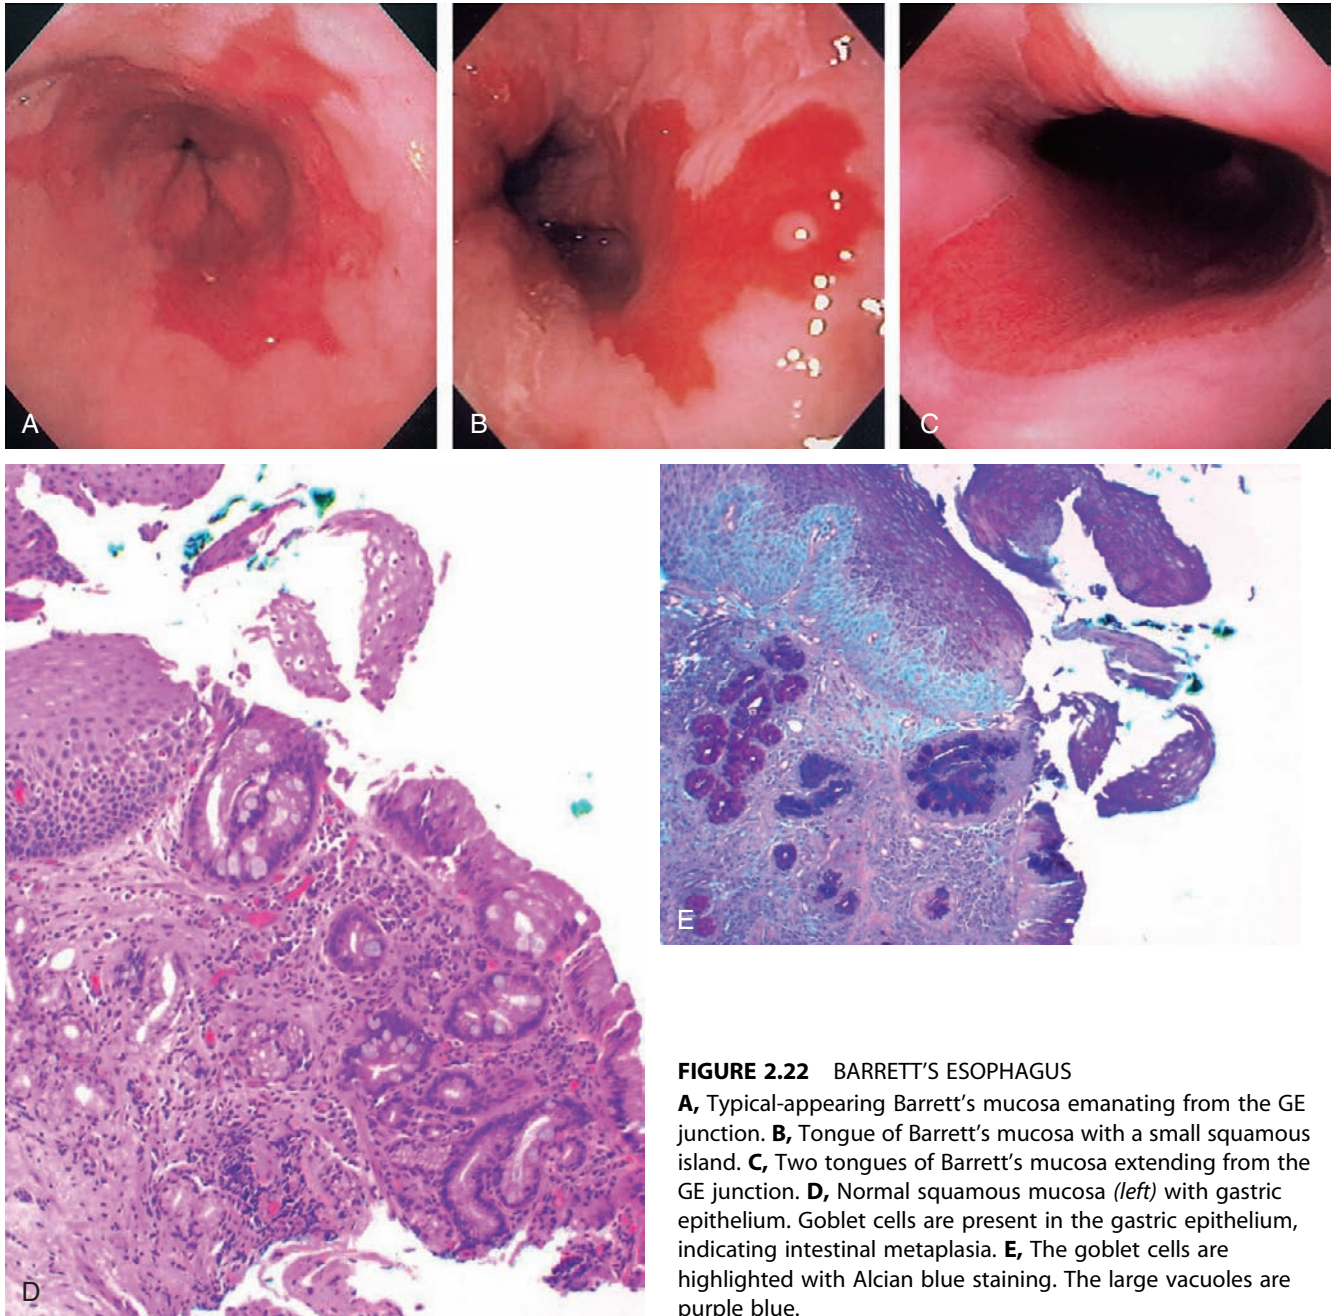 A
B
C
D
E
FIGURE 2.22 BARRETT'S ESOPHAGUS
A, Typical-appearing Barrett's mucosa emanating from the GE
junction. B, Tongue of Barrett's mucosa with a small squamous
island. C, Two tongues of Barrett's mucosa extending from the
GE junction. D, Normal squamous mucosa (left) with gastric
epithelium. Goblet cells are present in the gastric epithelium,
indicating intestinal metaplasia. E, The goblet cells are
highlighted with Alcian blue staining. The large vacuoles are
purple blue.